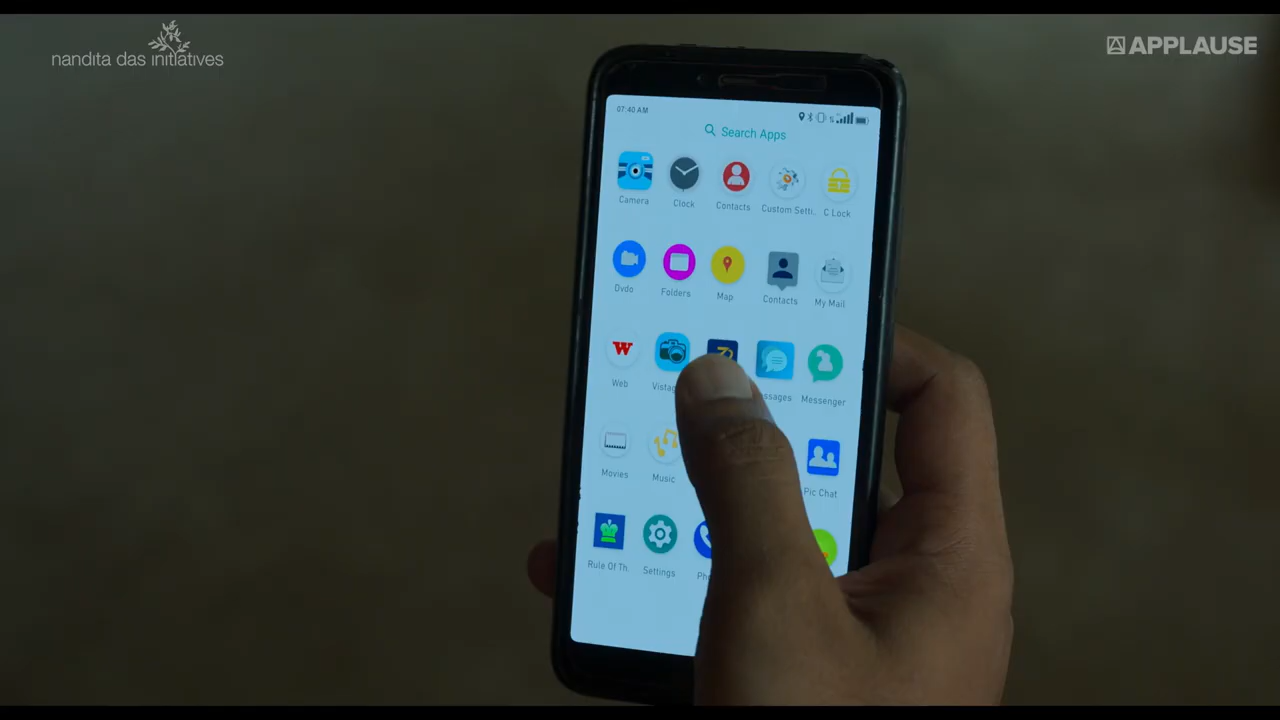 nandita das initiatives
APPLAUSE
07:40 AM
Search Apps
Camera
Clock
Contacts
Custom Setti..
C Lock
Dvdo
Folders
Map
Contacts
My Mail
Web
Messenger
Movies
Music
Pic Chat
Rule Of Th.
Settings